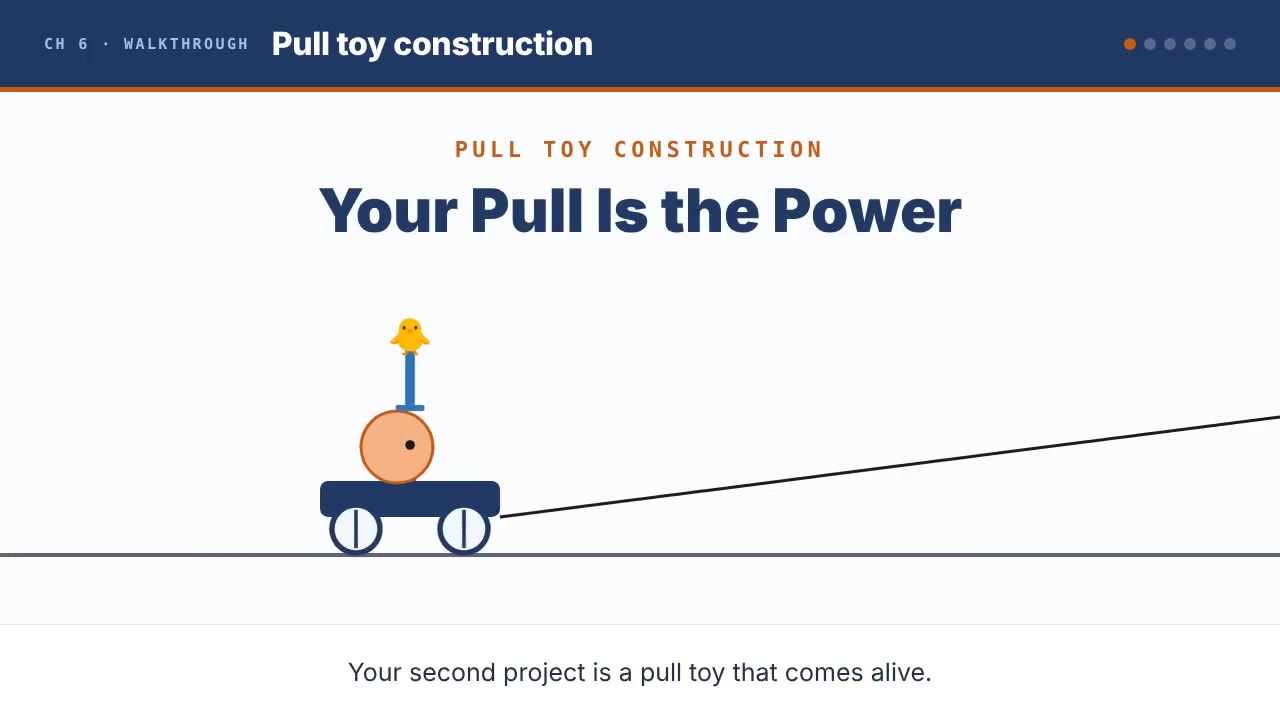 CH 6 · WALKTHROUGH
Pull toy construction
PULL TOY CONSTRUCTION
Your Pull Is the Power
Your second project is a pull toy that comes alive.